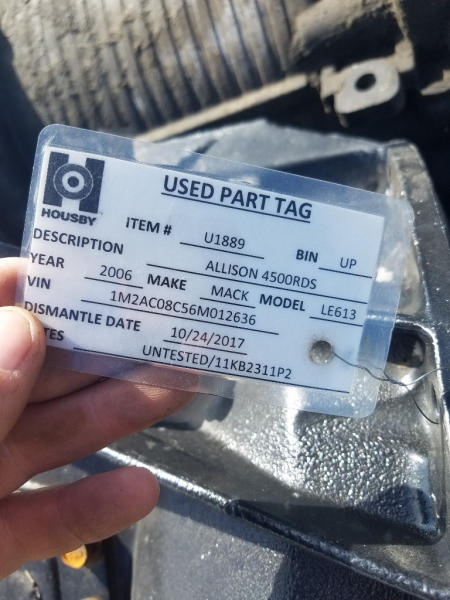 USED PART TAG
HOUSBY
ITEM # U1889 BIN UP
DESCRIPTION ALLISON 4500RDS
YEAR 2006 MAKE MACK MODEL LE613
VIN 1M2AC08C56M012636
DISMANTLE DATE 10/24/2017
TES UNTESTED/11KB2311P2